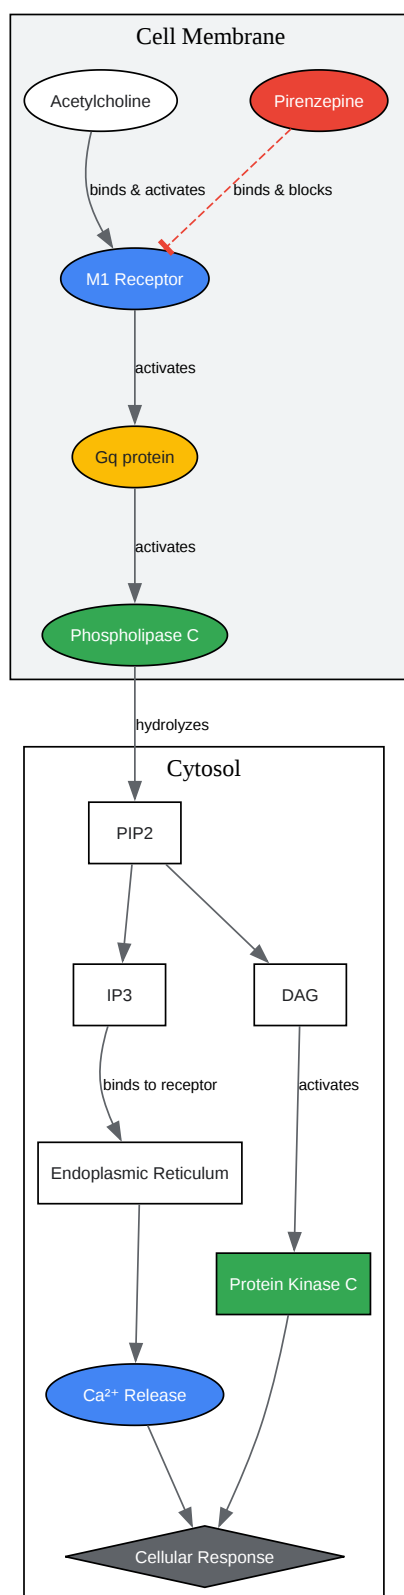 Cell Membrane
Acetylcholine
Pirenzepine
binds & activates
binds & blocks
M1 Receptor
activates
Gq protein
activates
Phospholipase C
hydrolyzes
Cytosol
PIP2
IP3
DAG
binds to receptor
activates
Endoplasmic Reticulum
Protein Kinase C
Ca²⁺ Release
Cellular Response